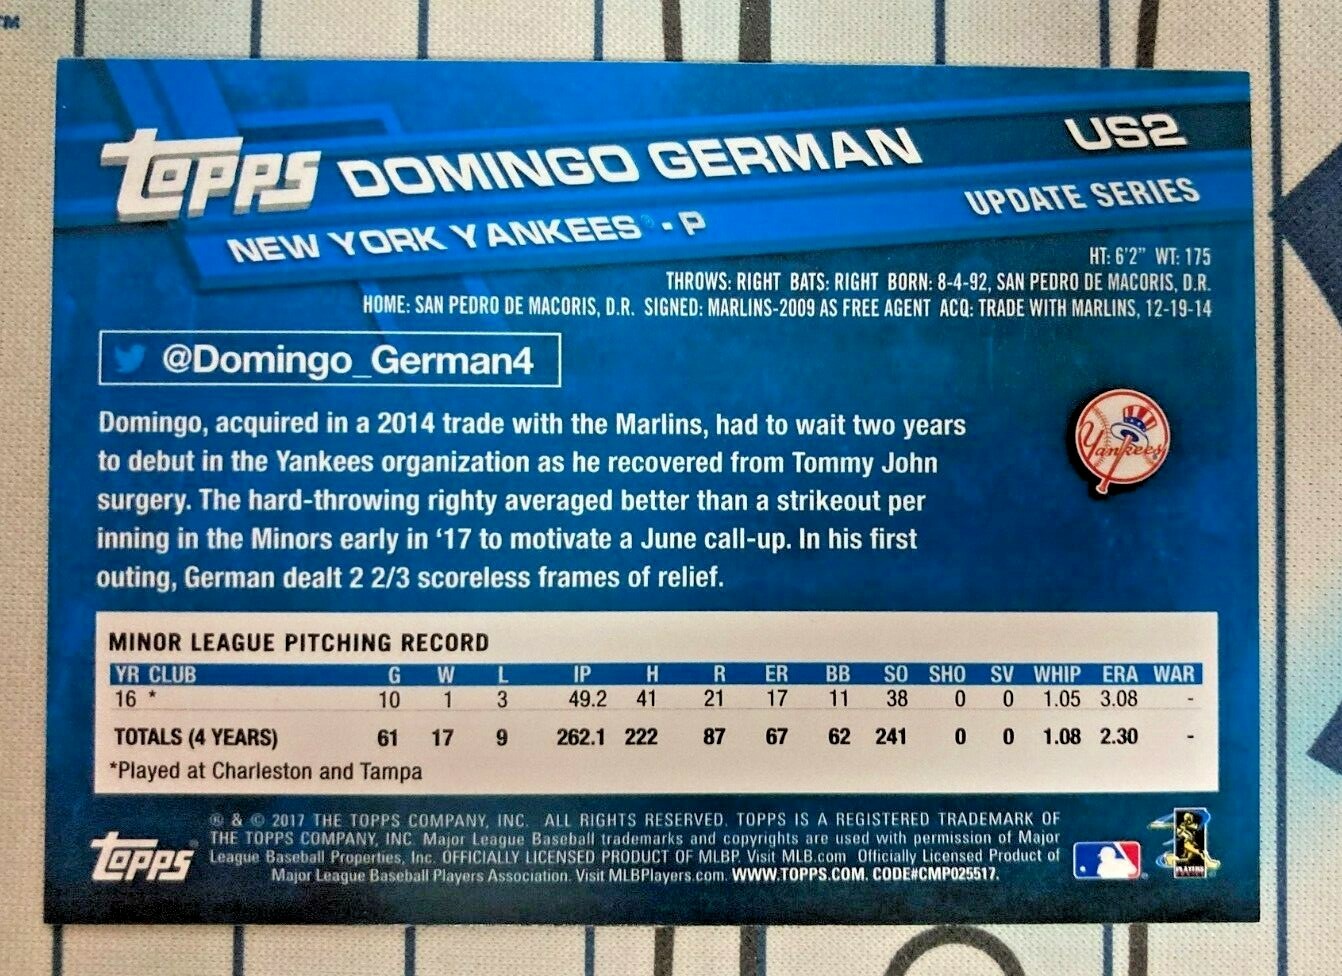 TM
TOPPS DOMINGO GERMAN US2
NEW YORK YANKEES® • P UPDATE SERIES
HT: 6'2" WT: 175
THROWS: RIGHT BATS: RIGHT BORN: 8-4-92, SAN PEDRO DE MACORIS, D.R.
HOME: SAN PEDRO DE MACORIS, D.R. SIGNED: MARLINS-2009 AS FREE AGENT ACQ: TRADE WITH MARLINS, 12-19-14
@Domingo_German4
Domingo, acquired in a 2014 trade with the Marlins, had to wait two years
to debut in the Yankees organization as he recovered from Tommy John
surgery. The hard-throwing righty averaged better than a strikeout per
inning in the Minors early in ‘17 to motivate a June call-up. In his first
outing, German dealt 2 2/3 scoreless frames of relief.
Yankees
MINOR LEAGUE PITCHING RECORD
YR CLUB G W L IP H R ER BB SO SHO SV WHIP ERA WAR
16 * 10 1 3 49.2 41 21 17 11 38 0 0 1.05 3.08 -
TOTALS (4 YEARS) 61 17 9 262.1 222 87 67 62 241 0 0 1.08 2.30 -
*Played at Charleston and Tampa
® & © 2017 THE TOPPS COMPANY, INC. ALL RIGHTS RESERVED. TOPPS IS A REGISTERED TRADEMARK OF
THE TOPPS COMPANY, INC. Major League Baseball trademarks and copyrights are used with permission of Major
League Baseball Properties, Inc. OFFICIALLY LICENSED PRODUCT OF MLBP. Visit MLB.com Officially Licensed Product of
Major League Baseball Players Association. Visit MLBPlayers.com. WWW.TOPPS.COM. CODE#CMP025517.
TOPPS
PLAYERS